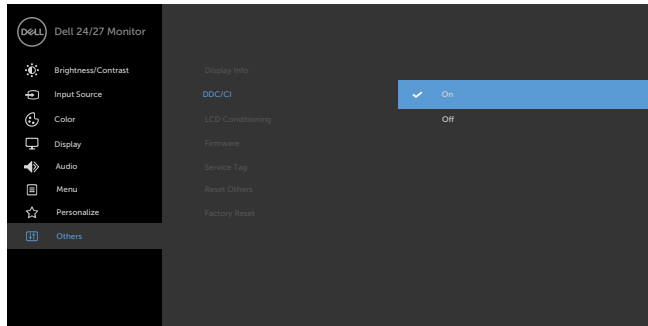 DELL
Dell 24/27 Monitor
Brightness/Contrast
Input Source
Color
Display
Audio
Menu
Personalize
Others
Display Info
DDC/CI
LCD Conditioning
Firmware
Service Tag
Reset Others
Factory Reset
On
Off